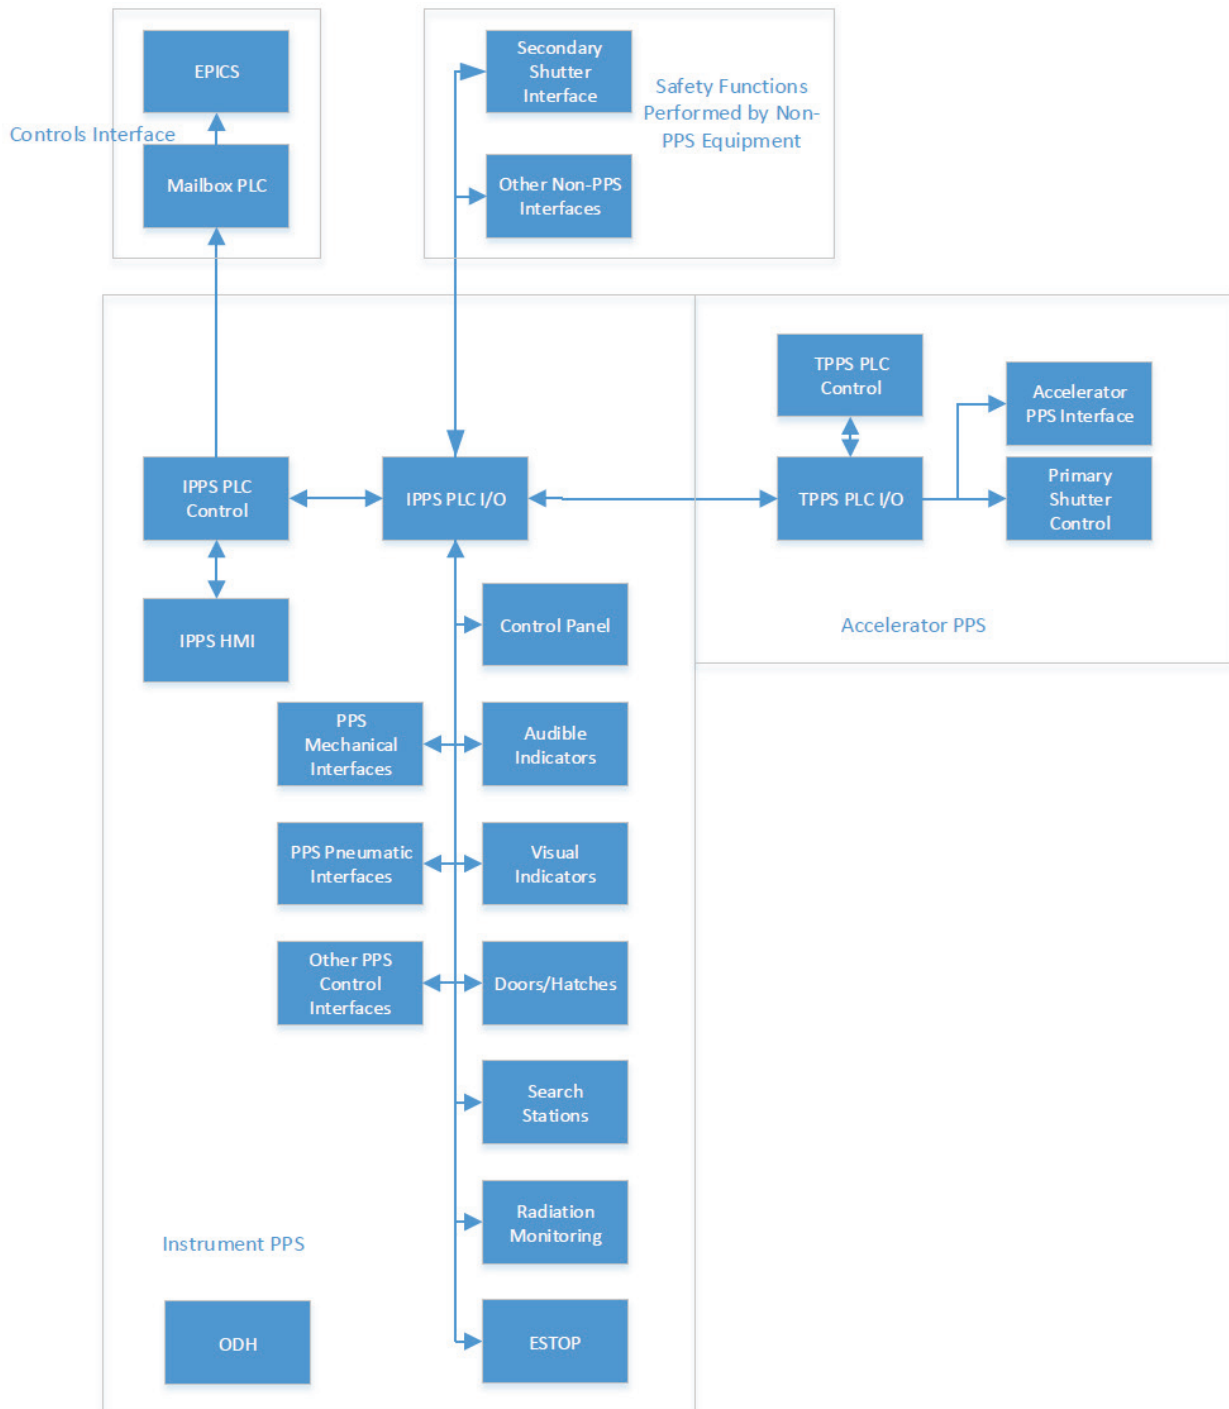 EPICS
Controls Interface
Mailbox PLC
Secondary
Shutter
Interface
Safety Functions
Performed by Non-
PPS Equipment
Other Non-PPS
Interfaces
TPPS PLC
Control
Accelerator
PPS Interface
IPPS PLC
Control
IPPS PLC I/O
TPPS PLC I/O
Primary
Shutter
Control
IPPS HMI
Control Panel
Accelerator PPS
PPS
Mechanical
Interfaces
Audible
Indicators
PPS Pneumatic
Interfaces
Visual
Indicators
Other PPS
Control
Interfaces
Doors/Hatches
Search
Stations
Radiation
Monitoring
Instrument PPS
ODH
ESTOP